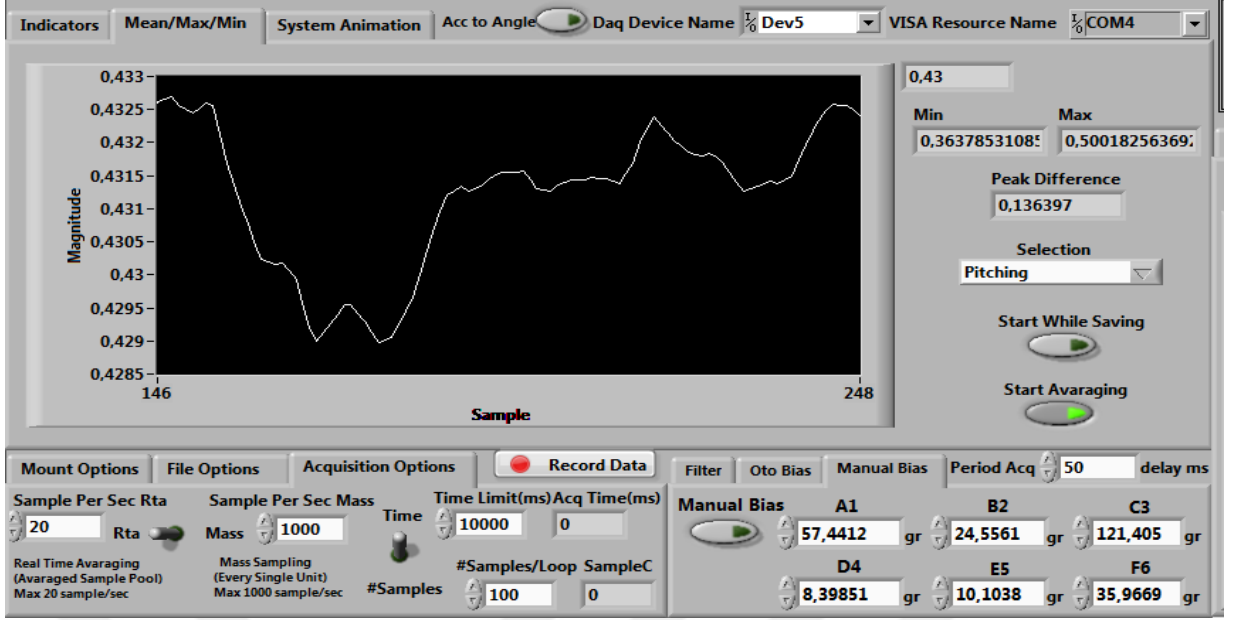 Indicators Mean/Max/Min System Animation Acc to Angle Daq Device Name I/O Dev5 VISA Resource Name I/O COM4
0,433
0,4325
0,432
0,4315
0,431
0,4305
0,43
0,4295
0,429
0,4285
Magnitude
146 248
Sample
0,43
Min Max
0,36378531085 0,500182563692
Peak Difference
0,136397
Selection
Pitching
Start While Saving
Start Avaraging
Mount Options File Options Acquisition Options Record Data
Sample Per Sec Rta Sample Per Sec Mass Time Limit(ms) Acq Time(ms)
20 Rta Mass 1000 Time 10000 0
Real Time Avaraging
(Avaraged Sample Pool)
Max 20 sample/sec
Mass Sampling
(Every Single Unit)
Max 1000 sample/sec
#Samples
#Samples/Loop SampleC
100 0
Filter Oto Bias Manual Bias Period Acq 50 delay ms
Manual Bias A1 B2 C3
57,4412 gr 24,5561 gr 121,405 gr
D4 E5 F6
8,39851 gr 10,1038 gr 35,9669 gr